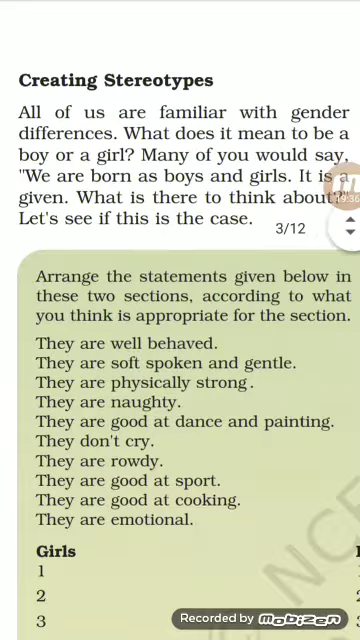 Creating Stereotypes
All of us are familiar with gender
differences. What does it mean to be a
boy or a girl? Many of you would say,
"We are born as boys and girls. It is a
given. What is there to think about?"
Let's see if this is the case.
19:36
3/12
Arrange the statements given below in
these two sections, according to what
you think is appropriate for the section.
They are well behaved.
They are soft spoken and gentle.
They are physically strong.
They are naughty.
They are good at dance and painting.
They don't cry.
They are rowdy.
They are good at sport.
They are good at cooking.
They are emotional.
Girls
1
2
3
NC
Recorded by mobizen